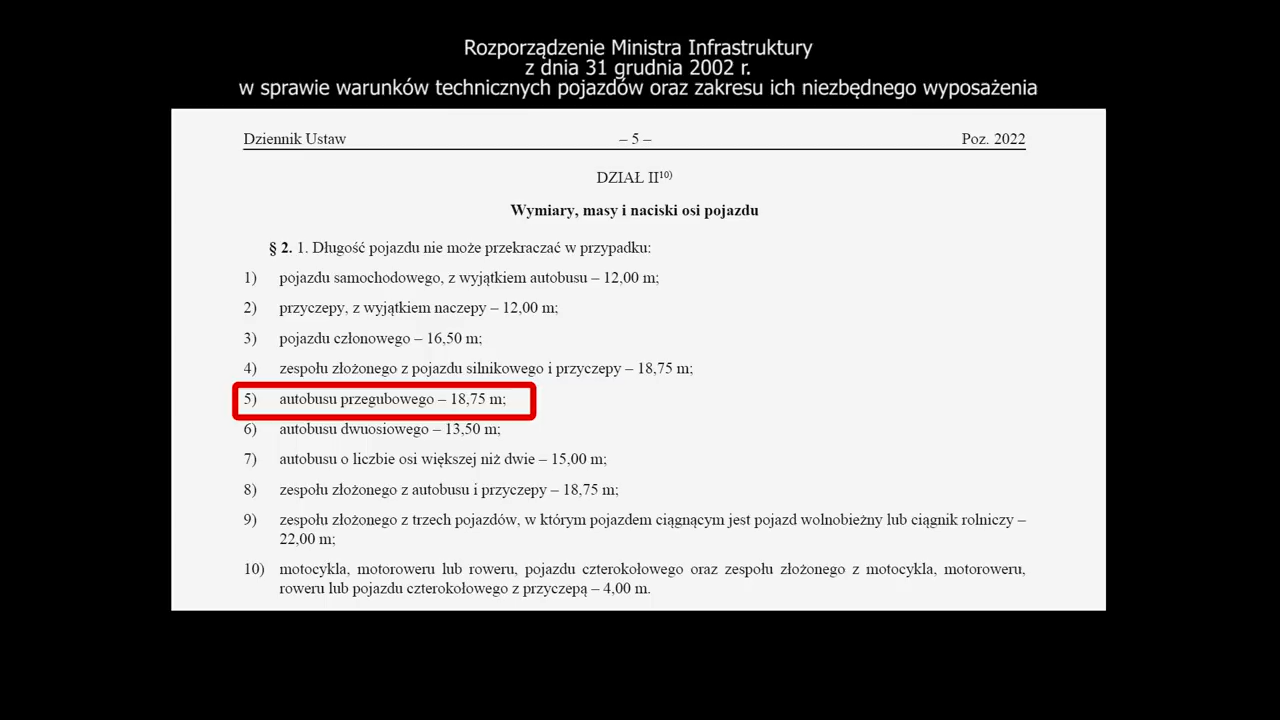 Rozporządzenie Ministra Infrastruktury
z dnia 31 grudnia 2002 r.
w sprawie warunków technicznych pojazdów oraz zakresu ich niezbędnego wyposażenia
Dziennik Ustaw – 5 – Poz. 2022
DZIAŁ II10)
Wymiary, masy i naciski osi pojazdu
§ 2. 1. Długość pojazdu nie może przekraczać w przypadku:
1) pojazdu samochodowego, z wyjątkiem autobusu – 12,00 m;
2) przyczepy, z wyjątkiem naczepy – 12,00 m;
3) pojazdu członowego – 16,50 m;
4) zespołu złożonego z pojazdu silnikowego i przyczepy – 18,75 m;
5) autobusu przegubowego – 18,75 m;
6) autobusu dwuosiowego – 13,50 m;
7) autobusu o liczbie osi większej niż dwie – 15,00 m;
8) zespołu złożonego z autobusu i przyczepy – 18,75 m;
9) zespołu złożonego z trzech pojazdów, w którym pojazdem ciągnącym jest pojazd wolnobieżny lub ciągnik rolniczy –
22,00 m;
10) motocykla, motoroweru lub roweru, pojazdu czterokołowego oraz zespołu złożonego z motocykla, motoroweru,
roweru lub pojazdu czterokołowego z przyczepą – 4,00 m.